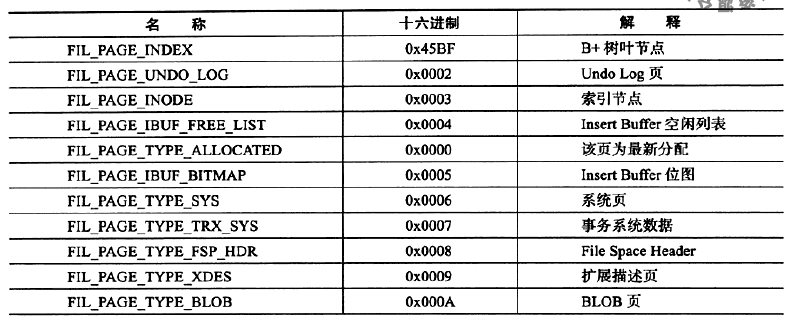 名 称 十六进制 解 释
FIL_PAGE_INDEX 0x45BF B+ 树叶节点
FIL_PAGE_UNDO_LOG 0x0002 Undo Log 页
FIL_PAGE_INODE 0x0003 索引节点
FIL_PAGE_IBUF_FREE_LIST 0x0004 Insert Buffer 空闲列表
FIL_PAGE_TYPE_ALLOCATED 0x0000 该页为最新分配
FIL_PAGE_IBUF_BITMAP 0x0005 Insert Buffer 位图
FIL_PAGE_TYPE_SYS 0x0006 系统页
FIL_PAGE_TYPE_TRX_SYS 0x0007 事务系统数据
FIL_PAGE_TYPE_FSP_HDR 0x0008 File Space Header
FIL_PAGE_TYPE_XDES 0x0009 扩展描述页
FIL_PAGE_TYPE_BLOB 0x000A BLOB 页